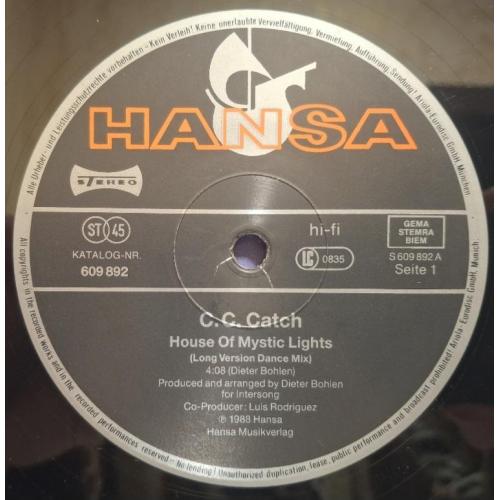 Alle Urheber- und Leistungsschutzrechte vorbehalten - Kein Verleih! Keine unerlaubte Vervielfältigung, Vermietung, Aufführung, Sendung! Ariola-Eurodisc GmbH München
HANSA
STEREO
ST 45
KATALOG-NR.
609 892
hi-fi
LC 0835
GEMA
STEMRA
BIEM
S 609 892 A
Seite 1
C. C. Catch
House Of Mystic Lights
(Long Version Dance Mix)
4:08 (Dieter Bohlen)
Produced and arranged by Dieter Bohlen
for Intersong
Co-Producer: Luis Rodriguez
℗ 1988 Hansa
Hansa Musikverlag
All copyrights in the recorded Works and in the recorded performances reserved - No lending! Unauthorized duplication, lease, public performance and broadcast prohibited! Ariola-Eurodisc GmbH, Munich